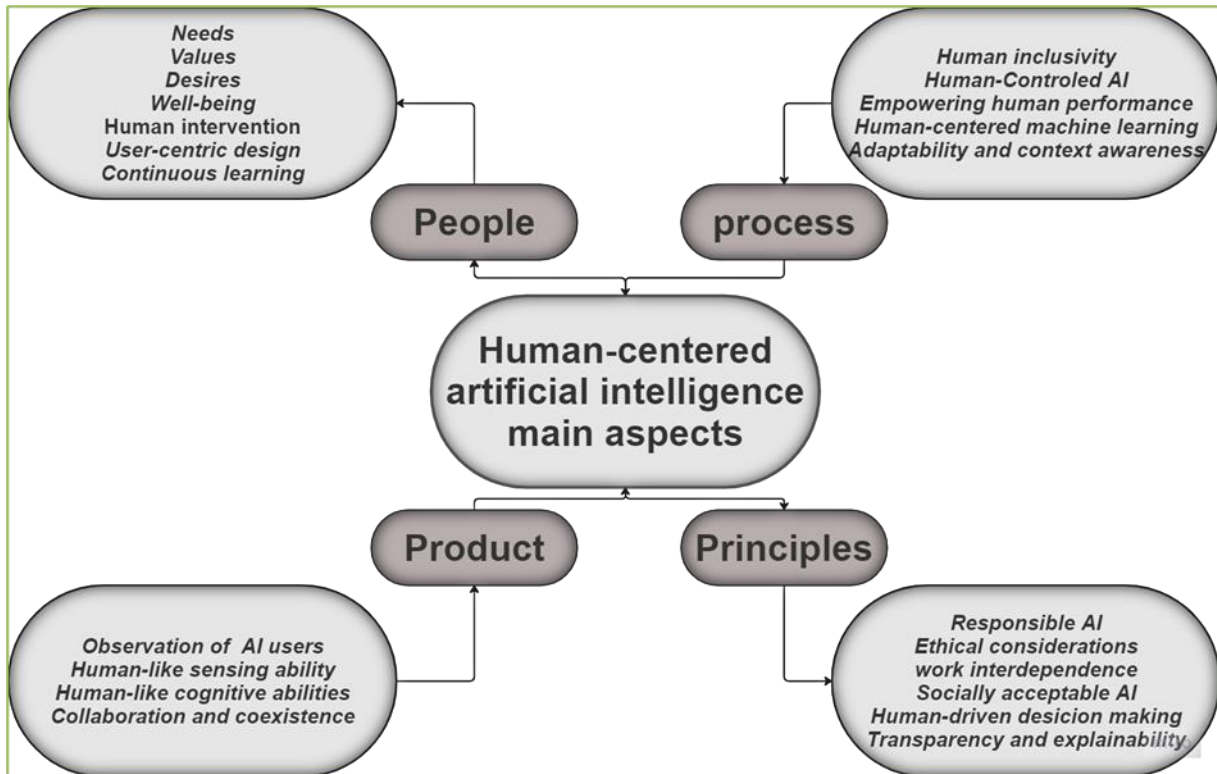 Needs
Values
Desires
Well-being
Human intervention
User-centric design
Continuous learning
Human inclusivity
Human-Controled AI
Empowering human performance
Human-centered machine learning
Adaptability and context awareness
People
process
Human-centered
artificial intelligence
main aspects
Product
Principles
Observation of AI users
Human-like sensing ability
Human-like cognitive abilities
Collaboration and coexistence
Responsible AI
Ethical considerations
work interdependence
Socially acceptable AI
Human-driven desicion making
Transparency and explainability